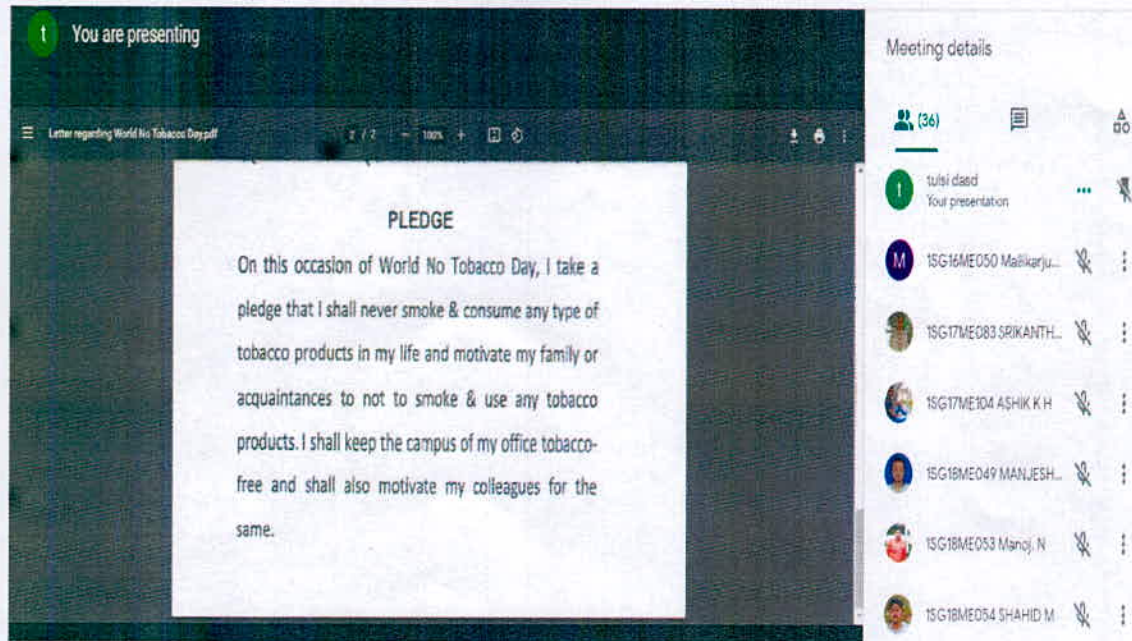 t You are presenting
Letter regarding World No Tobacco Day.pdf
2 / 2 - 100% +
PLEDGE
On this occasion of World No Tobacco Day, I take a
pledge that I shall never smoke & consume any type of
tobacco products in my life and motivate my family or
acquaintances to not to smoke & use any tobacco
products. I shall keep the campus of my office tobacco-
free and shall also motivate my colleagues for the
same.
Meeting details
(36)
t tulsi dasd
Your presentation
M 1SG16ME050 Mallikarju...
1SG17ME083 SRIKANTH...
1SG17ME104 ASHIK K H
1SG18ME049 MANJESH...
1SG18ME053 Manoj. N
1SG18ME054 SHAHID M